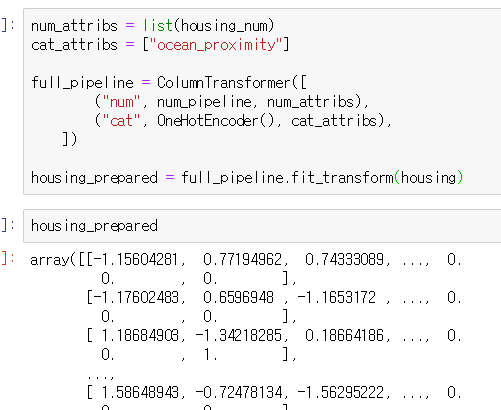 ]:
num_attribs = list(housing_num)
cat_attribs = ["ocean_proximity"]
full_pipeline = ColumnTransformer([
("num", num_pipeline, num_attribs),
("cat", OneHotEncoder(), cat_attribs),
])
housing_prepared = full_pipeline.fit_transform(housing)
]:
housing_prepared
]:
array([[-1.15604281, 0.77194962, 0.74333089, ..., 0.
0. , 0. ],
[-1.17602483, 0.6596948 , -1.1653172 , ..., 0.
0. , 0. ],
[ 1.18684903, -1.34218285, 0.18664186, ..., 0.
0. , 1. ],
...,
[ 1.58648943, -0.72478134, -1.56295222, ..., 0.